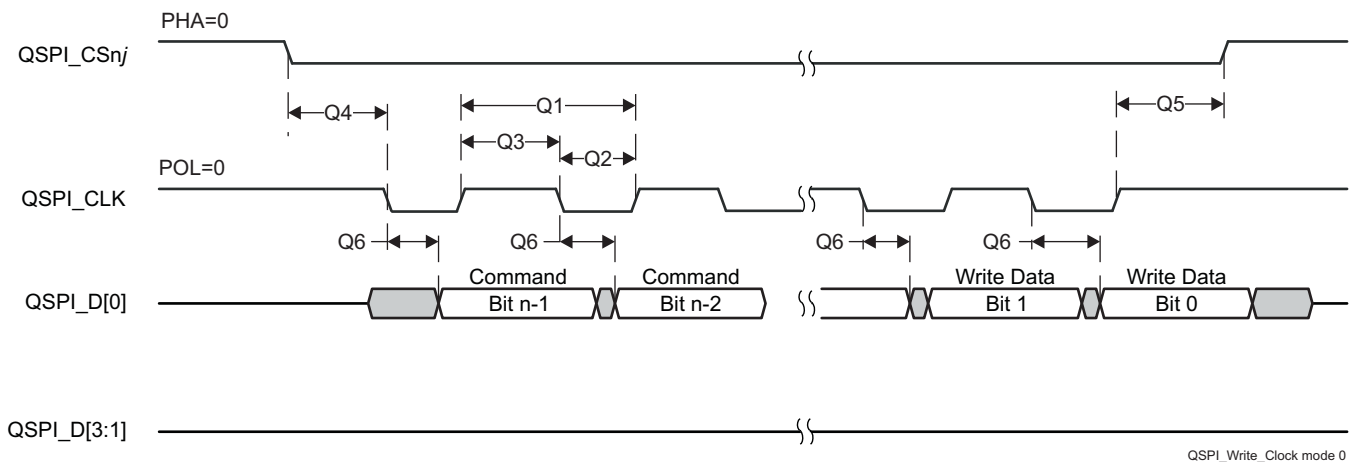 PHA=0
QSPI_CSnj
Q4
Q1
Q5
Q3
Q2
POL=0
QSPI_CLK
Q6
Q6
Q6
Q6
Command
Command
Write Data
Write Data
QSPI_D[0]
Bit n-1
Bit n-2
Bit 1
Bit 0
QSPI_D[3:1]
QSPI_Write_Clock mode 0